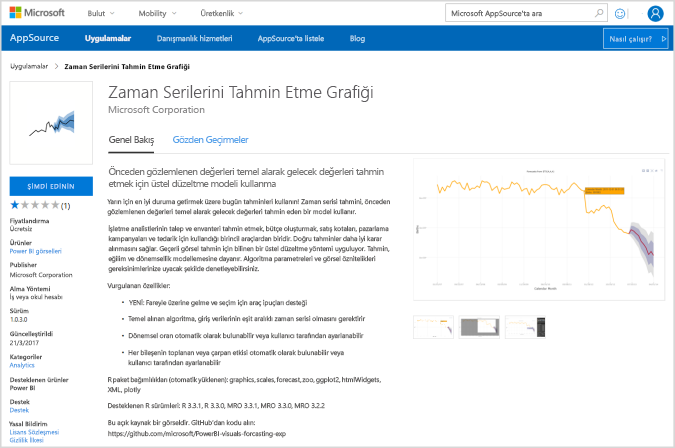 Microsoft Bulut Mobility Üretkenlik Microsoft AppSource'ta ara
AppSource Uygulamalar Danışmanlık hizmetleri AppSource'ta listele Blog Nasıl çalışır?
Uygulamalar Zaman Serilerini Tahmin Etme Grafiği
Zaman Serilerini Tahmin Etme Grafiği
Microsoft Corporation
Genel Bakış Gözden Geçirmeler
ŞİMDİ EDİNİN
(1)
Fiyatlandırma
Ücretsiz
Ürünler
Power BI görselleri
Publisher
Microsoft Corporation
Alma Yöntemi
İş veya okul hesabı
Sürüm
1.0.3.0
Güncelleştirildi
21/3/2017
Kategoriler
Analytics
Desteklenen ürünler
Power BI
Destek
Destek
Yasal Bildirim
Lisans Sözleşmesi
Gizlilik İlkesi
Önceden gözlemlenen değerleri temel alarak gelecek değerleri tahmin
etmek için üstel düzeltme modeli kullanma
Yarın için en iyi duruma getirmek üzere bugün tahminleri kullanın! Zaman serisi tahmini, önceden
gözlemlenen değerleri temel alarak gelecek değerleri tahmin eden bir model kullanır.
İşletme analistlerinin talep ve envanteri tahmin etmek, bütçe oluşturmak, satış kotaları, pazarlama
kampanyaları ve tedarik için kullandığı birincil araçlardan biridir. Doğru tahminler daha iyi karar
alınmasını sağlar. Geçerli görsel tahmin için bilinen bir üstel düzeltme yöntemi uyguluyor. Tahmin,
eğilim ve dönemsellik modellemesine dayanır. Algoritma parametreleri ve görsel öznitelikleri
gereksinimlerinize uyacak şekilde denetleyebilirsiniz.
Vurgulanan özellikler:
• YENİ: Fareyle üzerine gelme ve seçim için araç ipuçları desteği
• Temel alınan algoritma, giriş verilerinin eşit aralıklı zaman serisi olmasını gerektirir
• Dönemsel oran otomatik olarak bulunabilir veya kullanıcı tarafından ayarlanabilir
• Her bileşenin toplanan veya çarpan etkisi otomatik olarak bulunabilir veya
kullanıcı tarafından ayarlanabilir
R paket bağımlılıkları (otomatik yüklenen): graphics, scales, forecast, zoo, ggplot2, htmlWidgets,
XML, plotly
Desteklenen R sürümleri: R 3.3.1, R 3.3.0, MRO 3.3.1, MRO 3.3.0, MRO 3.2.2
Bu açık kaynak bir görseldir. GitHub'dan kodu alın:
https://github.com/microsoft/PowerBI-visuals-forcasting-exp